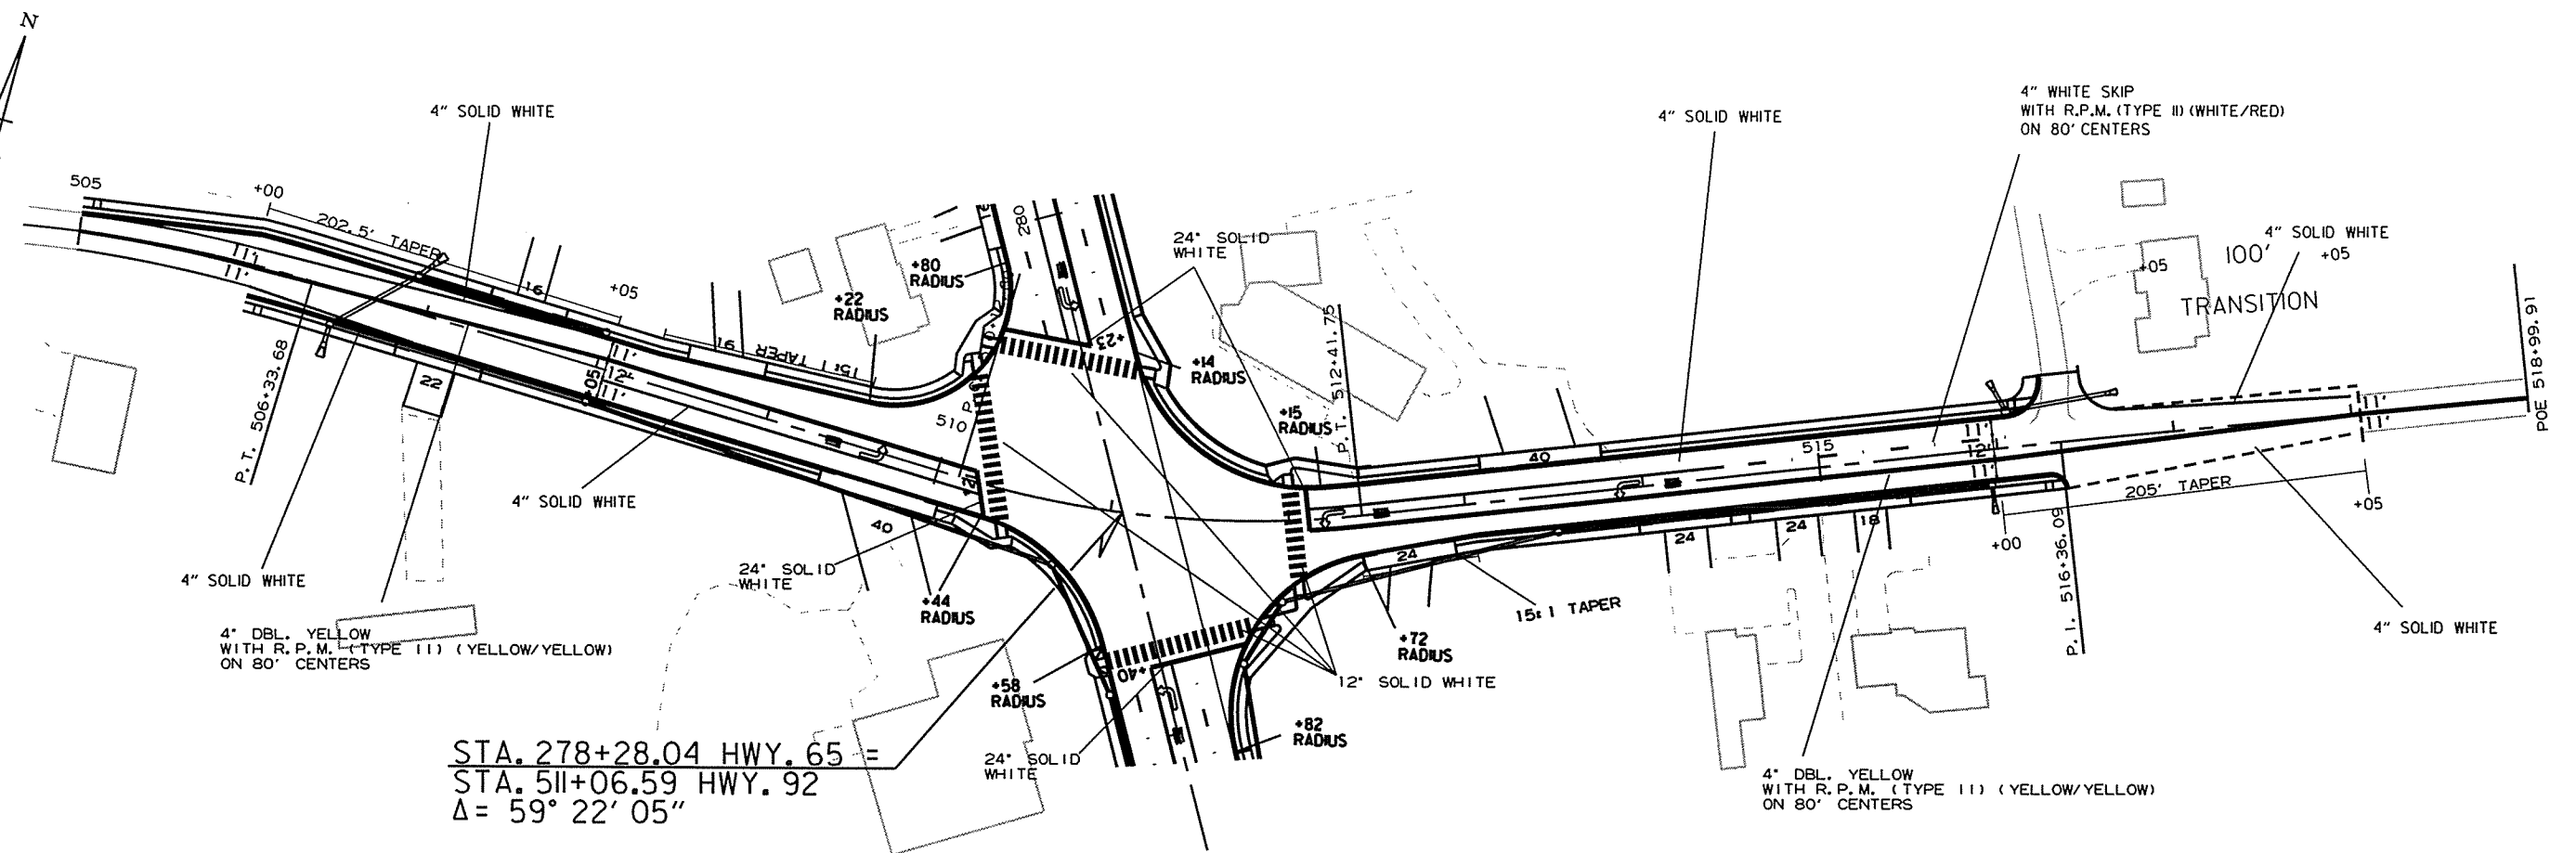 N
4" SOLID WHITE
4" SOLID WHITE
4" WHITE SKIP
WITH R.P.M. (TYPE II) (WHITE/RED)
ON 80' CENTERS
505
+00
202.5' TAPER
11'
11'
16
+05
+80
RADIUS
280
24" SOLID
WHITE
+22
RADIUS
4" SOLID WHITE
100'
+05
+05
TRANSITION
P.T. 506+33.68
22
+05
11'
12'
11'
16
15:1 TAPER
+23
+14
RADIUS
+15
RADIUS
P.T. 512+41.75
510
40
515
11'
12'
11'
11'
11'
POE 518+99.91
4" SOLID WHITE
40
24" SOLID
WHITE
+44
RADIUS
24
15:1 TAPER
24
24
18
+00
205' TAPER
+05
P.I. 516+36.09
4" SOLID WHITE
4" SOLID WHITE
4" DBL. YELLOW
WITH R.P.M. (TYPE II) (YELLOW/YELLOW)
ON 80' CENTERS
+40
+72
RADIUS
12" SOLID WHITE
+58
RADIUS
+82
RADIUS
24" SOLID
WHITE
STA. 278+28.04 HWY. 65 =
STA. 511+06.59 HWY. 92
Δ= 59° 22' 05"
4" DBL. YELLOW
WITH R.P.M. (TYPE II) (YELLOW/YELLOW)
ON 80' CENTERS